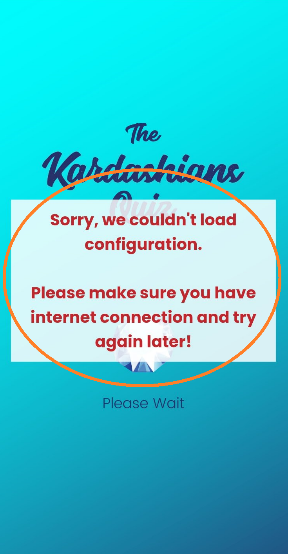 The
Kardashians
Quiz
Sorry, we couldn't load
configuration.
Please make sure you have
internet connection and try
again later!
Please Wait